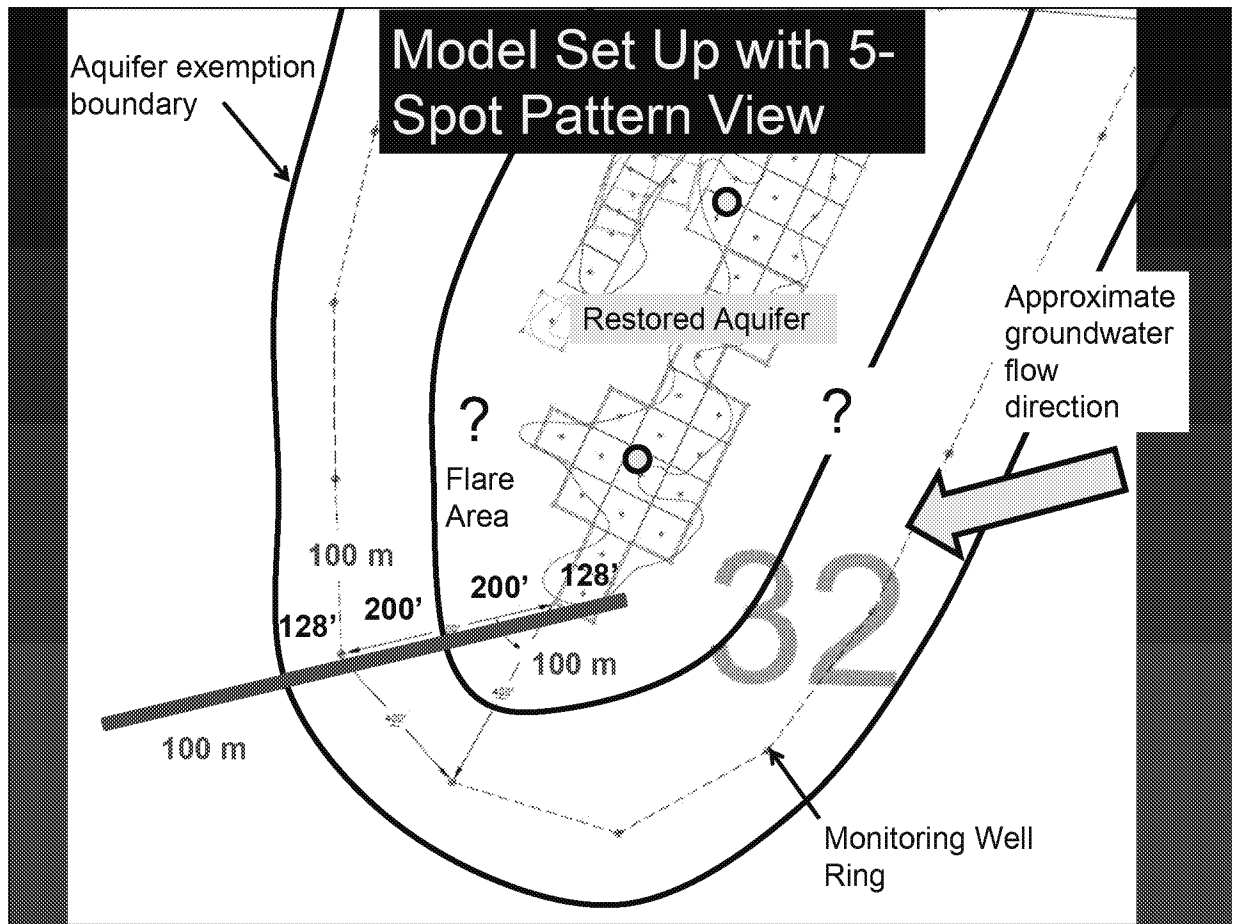 Model Set Up with 5-
Spot Pattern View
Aquifer exemption
boundary
Restored Aquifer
Approximate
groundwater
flow
direction
?
?
Flare
Area
32
100 m
128'
200'
200'
128'
100 m
100 m
Monitoring Well
Ring